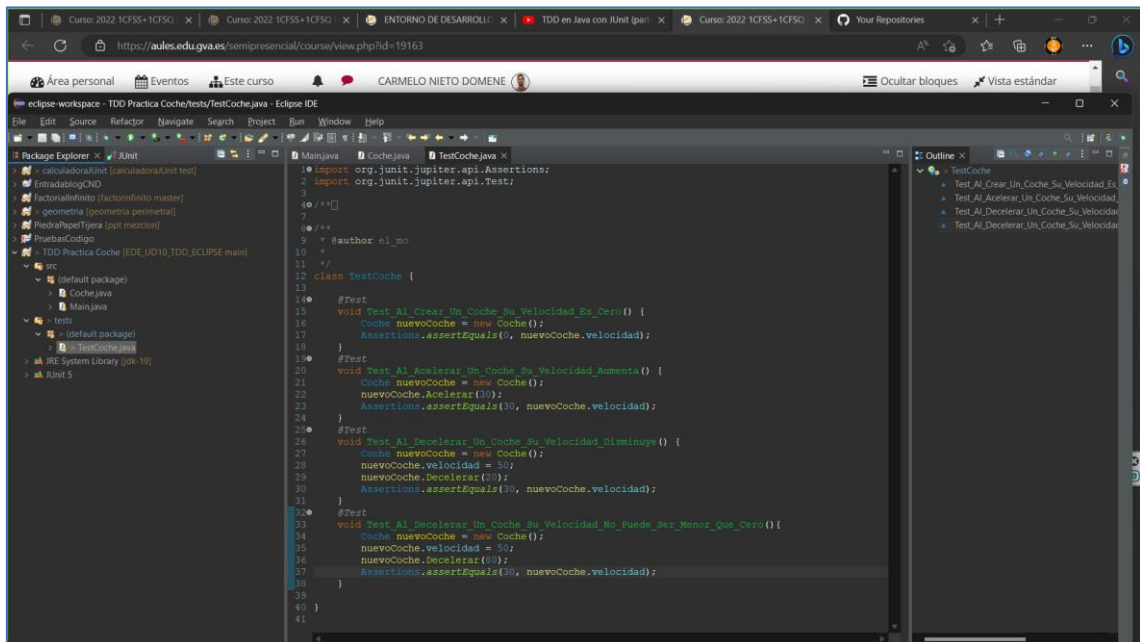 Curso: 2022 1CFSS+1CFSQ
Curso: 2022 1CFSS+1CFSQ
ENTORNO DE DESARROLLO
TDD en Java con JUnit (part
Curso: 2022 1CFSS+1CFSQ
Your Repositories
https://aules.edu.gva.es/semipresencial/course/view.php?id=19163
Área personal
Eventos
Este curso
CARMELO NIETO DOMENE
Ocultar bloques
Vista estándar
eclipse-workspace - TDD Practica Coche/tests/TestCoche.java - Eclipse IDE
File Edit Source Refactor Navigate Search Project Run Window Help
Package Explorer
JUnit
> calculadoraJUnit [calculadoraJUnit test]
EntradablogCND
FactorialInfinito [factorinfinito master]
> geometria [geometria perimetral]
PiedraPapelTijera [ppt mezcion]
PruebasCodigo
> TDD Practica Coche [EDE_UD10_TDD_ECLIPSE main]
src
(default package)
Coche.java
Main.java
> tests
> (default package)
> TestCoche.java
JRE System Library [jdk-19]
JUnit 5
Main.java
Coche.java
TestCoche.java
1 import org.junit.jupiter.api.Assertions;
2 import org.junit.jupiter.api.Test;
3
4 /**
7
8 /**
9 * @author el_mo
10 *
11 */
12 class TestCoche {
13
14 @Test
15 void Test_Al_Crear_Un_Coche_Su_Velocidad_Es_Cero() {
16 Coche nuevoCoche = new Coche();
17 Assertions.assertEquals(0, nuevoCoche.velocidad);
18 }
19 @Test
20 void Test_Al_Acelerar_Un_Coche_Su_Velocidad_Aumenta() {
21 Coche nuevoCoche = new Coche();
22 nuevoCoche.Acelerar(30);
23 Assertions.assertEquals(30, nuevoCoche.velocidad);
24 }
25 @Test
26 void Test_Al_Decelerar_Un_Coche_Su_Velocidad_Disminuye() {
27 Coche nuevoCoche = new Coche();
28 nuevoCoche.velocidad = 50;
29 nuevoCoche.Decelerar(20);
30 Assertions.assertEquals(30, nuevoCoche.velocidad);
31 }
32 @Test
33 void Test_Al_Decelerar_Un_Coche_Su_Velocidad_No_Puede_Ser_Menor_Que_Cero(){
34 Coche nuevoCoche = new Coche();
35 nuevoCoche.velocidad = 50;
36 nuevoCoche.Decelerar(80);
37 Assertions.assertEquals(30, nuevoCoche.velocidad);
38 }
39
40 }
41
Outline
> TestCoche
Test_Al_Crear_Un_Coche_Su_Velocidad_Es_
Test_Al_Acelerar_Un_Coche_Su_Velocidad_
Test_Al_Decelerar_Un_Coche_Su_Velocidad
Test_Al_Decelerar_Un_Coche_Su_Velocidad